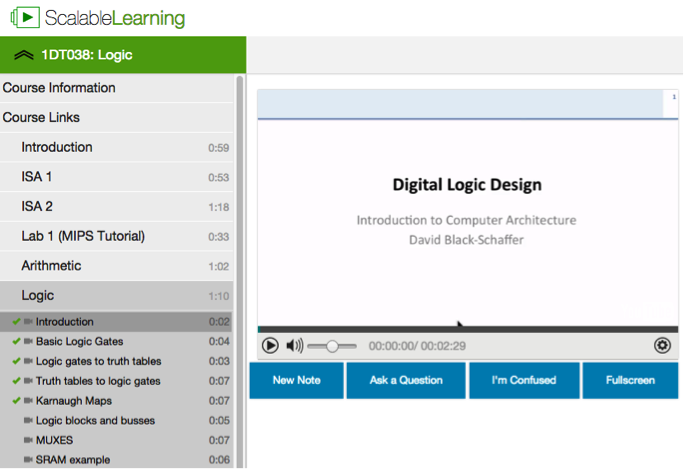 ScalableLearning
1DT038: Logic
Course Information
Course Links
Introduction 0:59
ISA 1 0:53
ISA 2 1:18
Lab 1 (MIPS Tutorial) 0:33
Arithmetic 1:02
Logic 1:10
Introduction 0:02
Basic Logic Gates 0:04
Logic gates to truth tables 0:03
Truth tables to logic gates 0:07
Karnaugh Maps 0:07
Logic blocks and busses 0:05
MUXES 0:07
SRAM example 0:06
1
Digital Logic Design
Introduction to Computer Architecture
David Black-Schaffer
00:00:00/ 00:02:29
New Note
Ask a Question
I'm Confused
Fullscreen